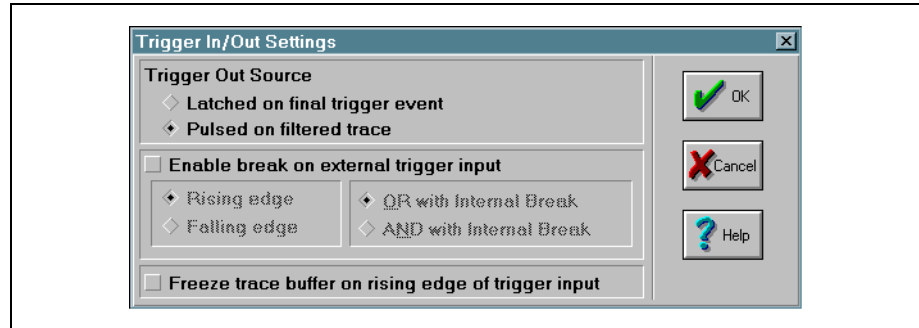 Trigger In/Out Settings
Trigger Out Source
Latched on final trigger event
Pulsed on filtered trace
Enable break on external trigger input
Rising edge
Falling edge
OR with Internal Break
AND with Internal Break
Freeze trace buffer on rising edge of trigger input
OK
Cancel
Help